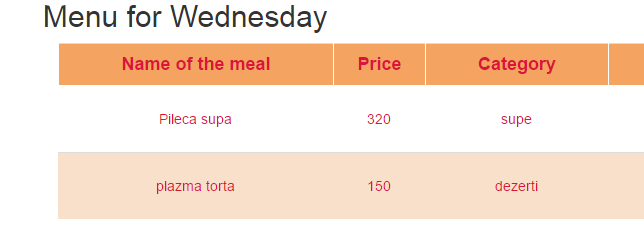 Menu for Wednesday
Name of the meal Price Category
Pileca supa 320 supe
plazma torta 150 dezerti